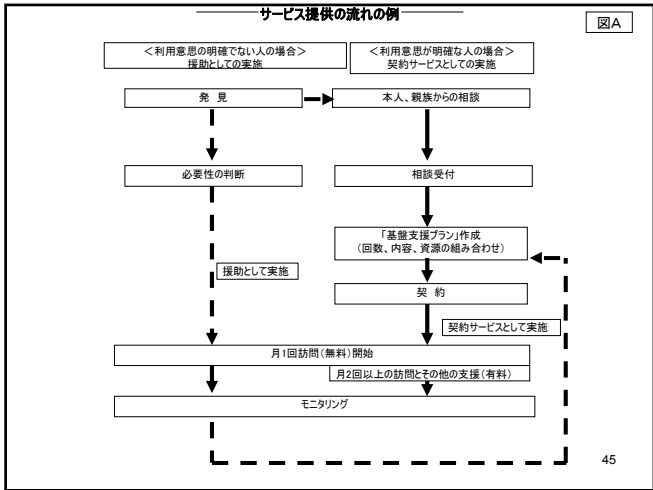 サービス提供の流れの例
図A
<利用意思の明確でない人の場合>
援助としての実施
<利用意思が明確な人の場合>
契約サービスとしての実施
発 見
本人、親族からの相談
必要性の判断
相談受付
「基盤支援プラン」作成
(回数、内容、資源の組み合わせ)
援助として実施
契 約
契約サービスとして実施
月1回訪問(無料)開始
月2回以上の訪問とその他の支援(有料)
モニタリング
45